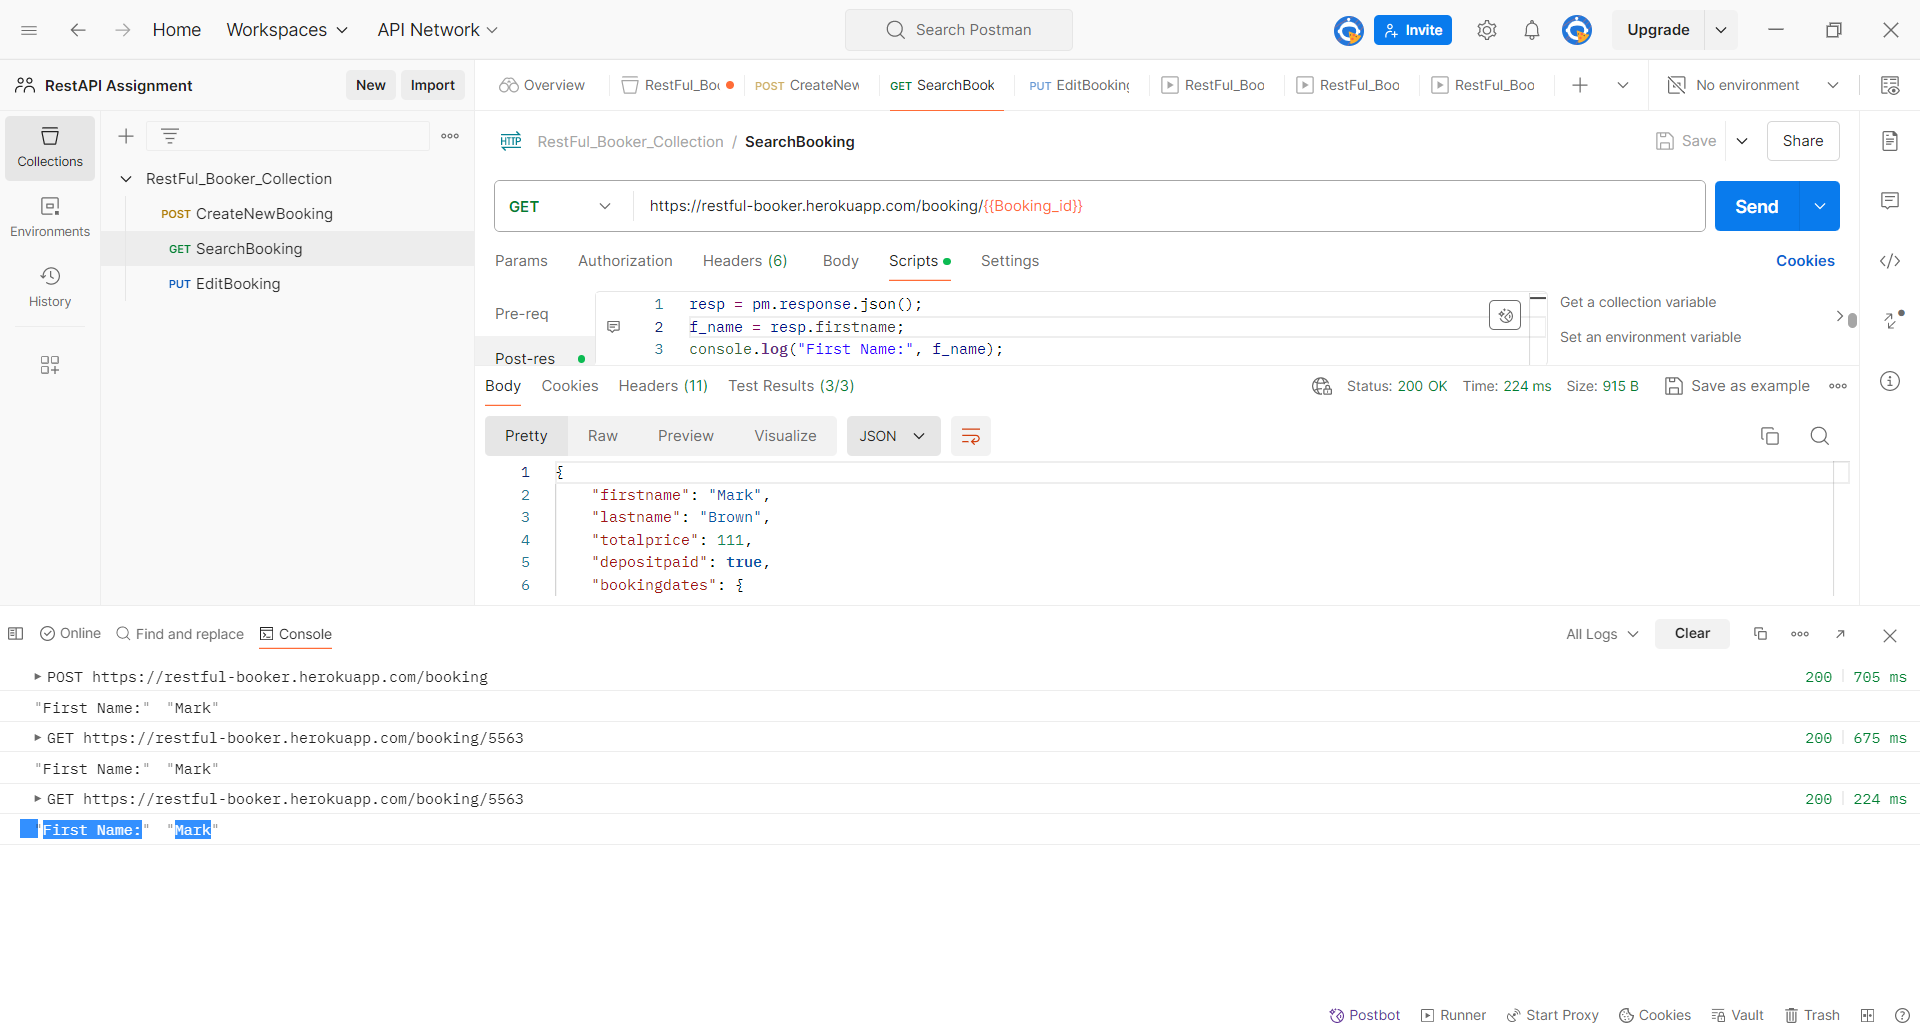 Home Workspaces API Network Search Postman Invite Upgrade
RestAPI Assignment New Import Overview RestFul_Boo POST CreateNew GET SearchBook PUT EditBooking RestFul_Boo RestFul_Boo RestFul_Boo No environment
Collections
Environments
History
RestFul_Booker_Collection
POST CreateNewBooking
GET SearchBooking
PUT EditBooking
HTTP RestFul_Booker_Collection / SearchBooking Save Share
GET https://restful-booker.herokuapp.com/booking/{{Booking_id}} Send
Params Authorization Headers (6) Body Scripts Settings Cookies
Pre-req
Post-res
1 resp = pm.response.json();
2 f_name = resp.firstname;
3 console.log("First Name:", f_name);
Get a collection variable
Set an environment variable
Body Cookies Headers (11) Test Results (3/3) Status: 200 OK Time: 224 ms Size: 915 B Save as example
Pretty Raw Preview Visualize JSON
1 {
2 "firstname": "Mark",
3 "lastname": "Brown",
4 "totalprice": 111,
5 "depositpaid": true,
6 "bookingdates": {
Online Find and replace Console All Logs Clear
POST https://restful-booker.herokuapp.com/booking 200 705 ms
"First Name:" "Mark"
GET https://restful-booker.herokuapp.com/booking/5563 200 675 ms
"First Name:" "Mark"
GET https://restful-booker.herokuapp.com/booking/5563 200 224 ms
"First Name:" "Mark"
Postbot Runner Start Proxy Cookies Vault Trash